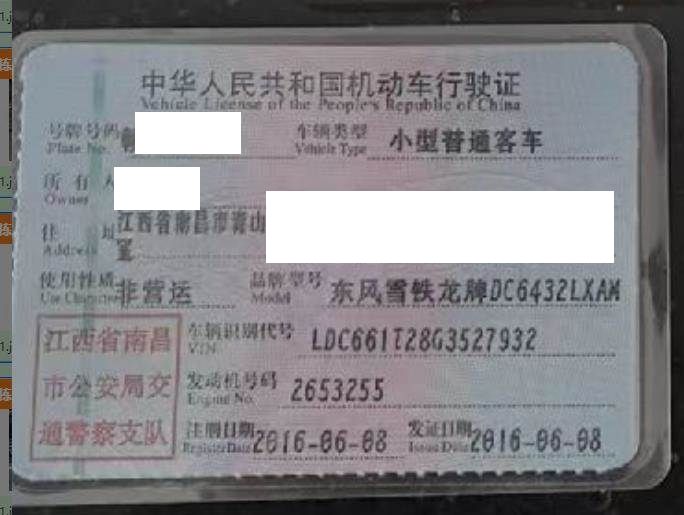 中华人民共和国机动车行驶证
Vehicle License of the People's Republic of China
号牌号码 车辆类型 小型普通客车
Plate No. Vehicle Type
所有人
Owner
住址 江西省南昌市青山
Address 室
使用性质 非营运 品牌型号 东风雪铁龙牌DC6432LXAM
Use Character Model
江西省南昌 车辆识别代号 LDC661T28G3527932
VIN
市公安局交 发动机号码 2653255
Engine No.
通警察支队 注册日期 2016-06-08 发证日期 2016-06-08
Register Date Issue Date